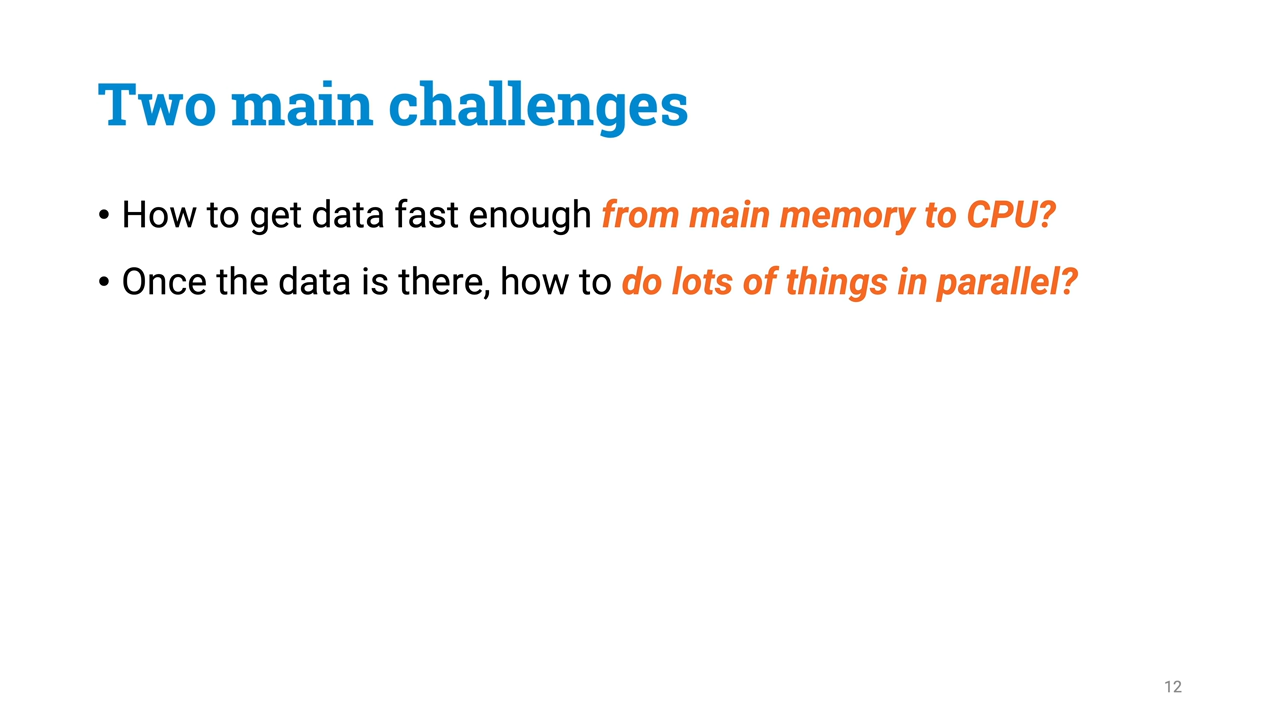 Two main challenges
• How to get data fast enough from main memory to CPU?
• Once the data is there, how to do lots of things in parallel?
12